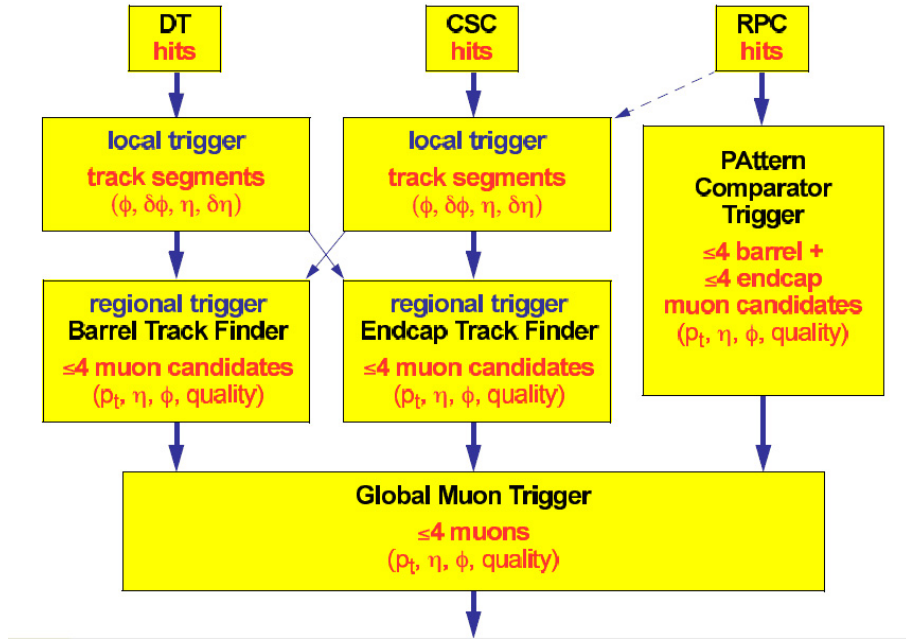 DT
hits
CSC
hits
RPC
hits
local trigger
track segments
(ϕ, δϕ, η, δη)
local trigger
track segments
(ϕ, δϕ, η, δη)
PAttern
Comparator
Trigger
≤4 barrel +
≤4 endcap
muon candidates
(pt, η, ϕ, quality)
regional trigger
Barrel Track Finder
≤4 muon candidates
(pt, η, ϕ, quality)
regional trigger
Endcap Track Finder
≤4 muon candidates
(pt, η, ϕ, quality)
Global Muon Trigger
≤4 muons
(pt, η, ϕ, quality)